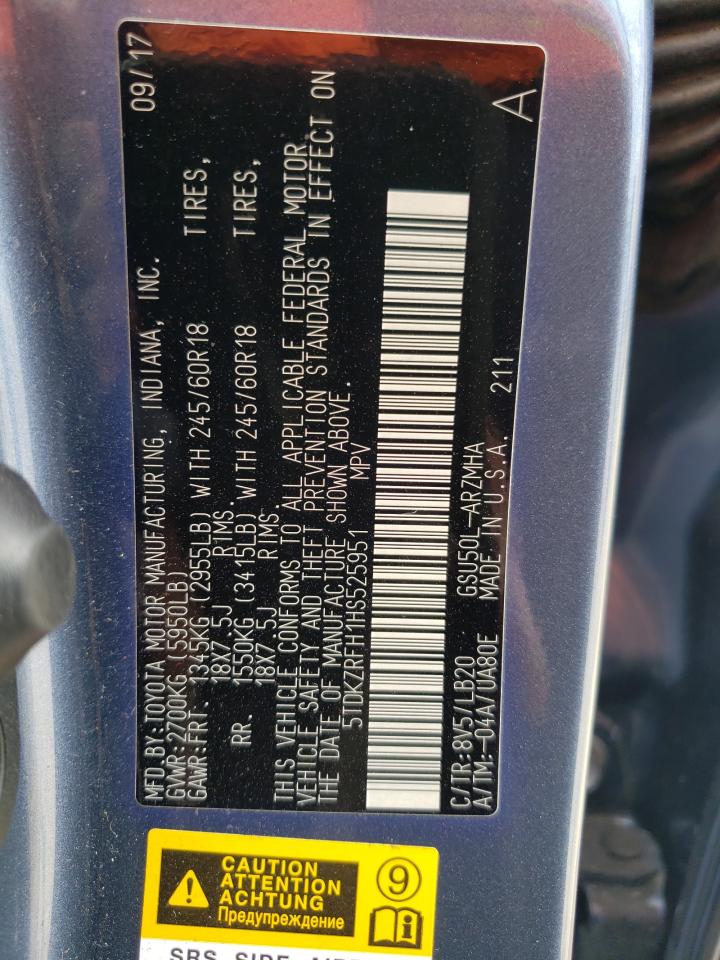 MFD.BY:TOYOTA MOTOR MANUFACTURING, INDIANA, INC. 09/17
GVWR:2700KG(5950LB)
GAWR:FRT. 1345KG(2955LB) WITH 245/60R18 TIRES,
18X7.5J RIMS.
RR. 1550KG(3415LB) WITH 245/60R18 TIRES,
18X7.5J RIMS.
THIS VEHICLE CONFORMS TO ALL APPLICABLE FEDERAL MOTOR
VEHICLE SAFETY AND THEFT PREVENTION STANDARDS IN EFFECT ON
THE DATE OF MANUFACTURE SHOWN ABOVE.
5TDKZRFH1HS525951 MPV
A
C/TR:8V5/LB20 GSU50L-ARZMHA 211
A/TM:-04A/UA80E MADE IN U.S.A.
CAUTION
ATTENTION
ACHTUNG
Предупреждение
9
SRS SIDE